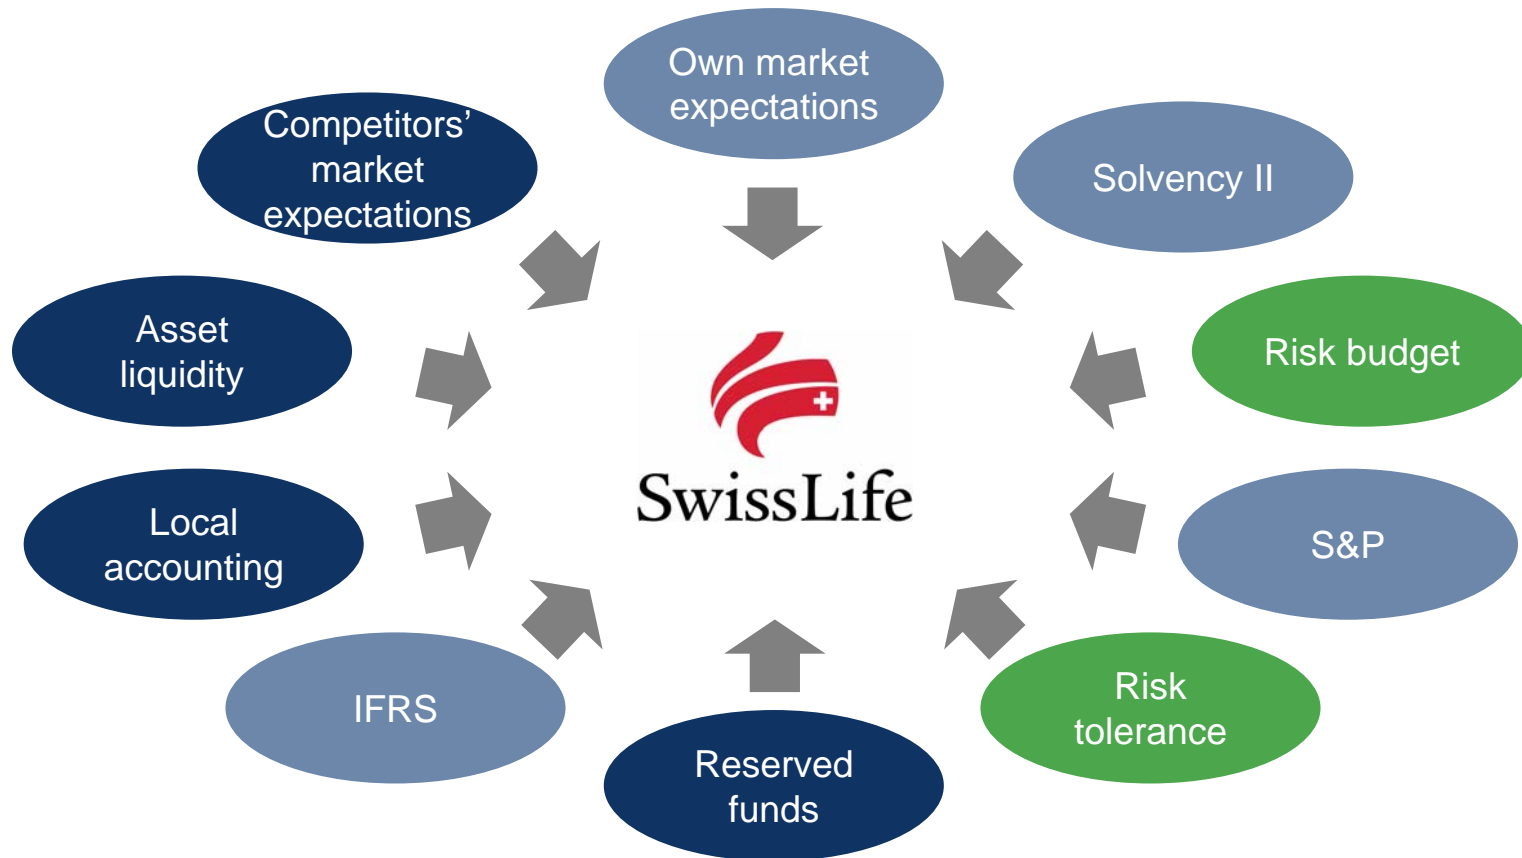 Own market
expectations
Competitors'
market
expectations
Solvency II
Asset
liquidity
Risk budget
SwissLife
Local
accounting
S&P
IFRS
Risk
tolerance
Reserved
funds